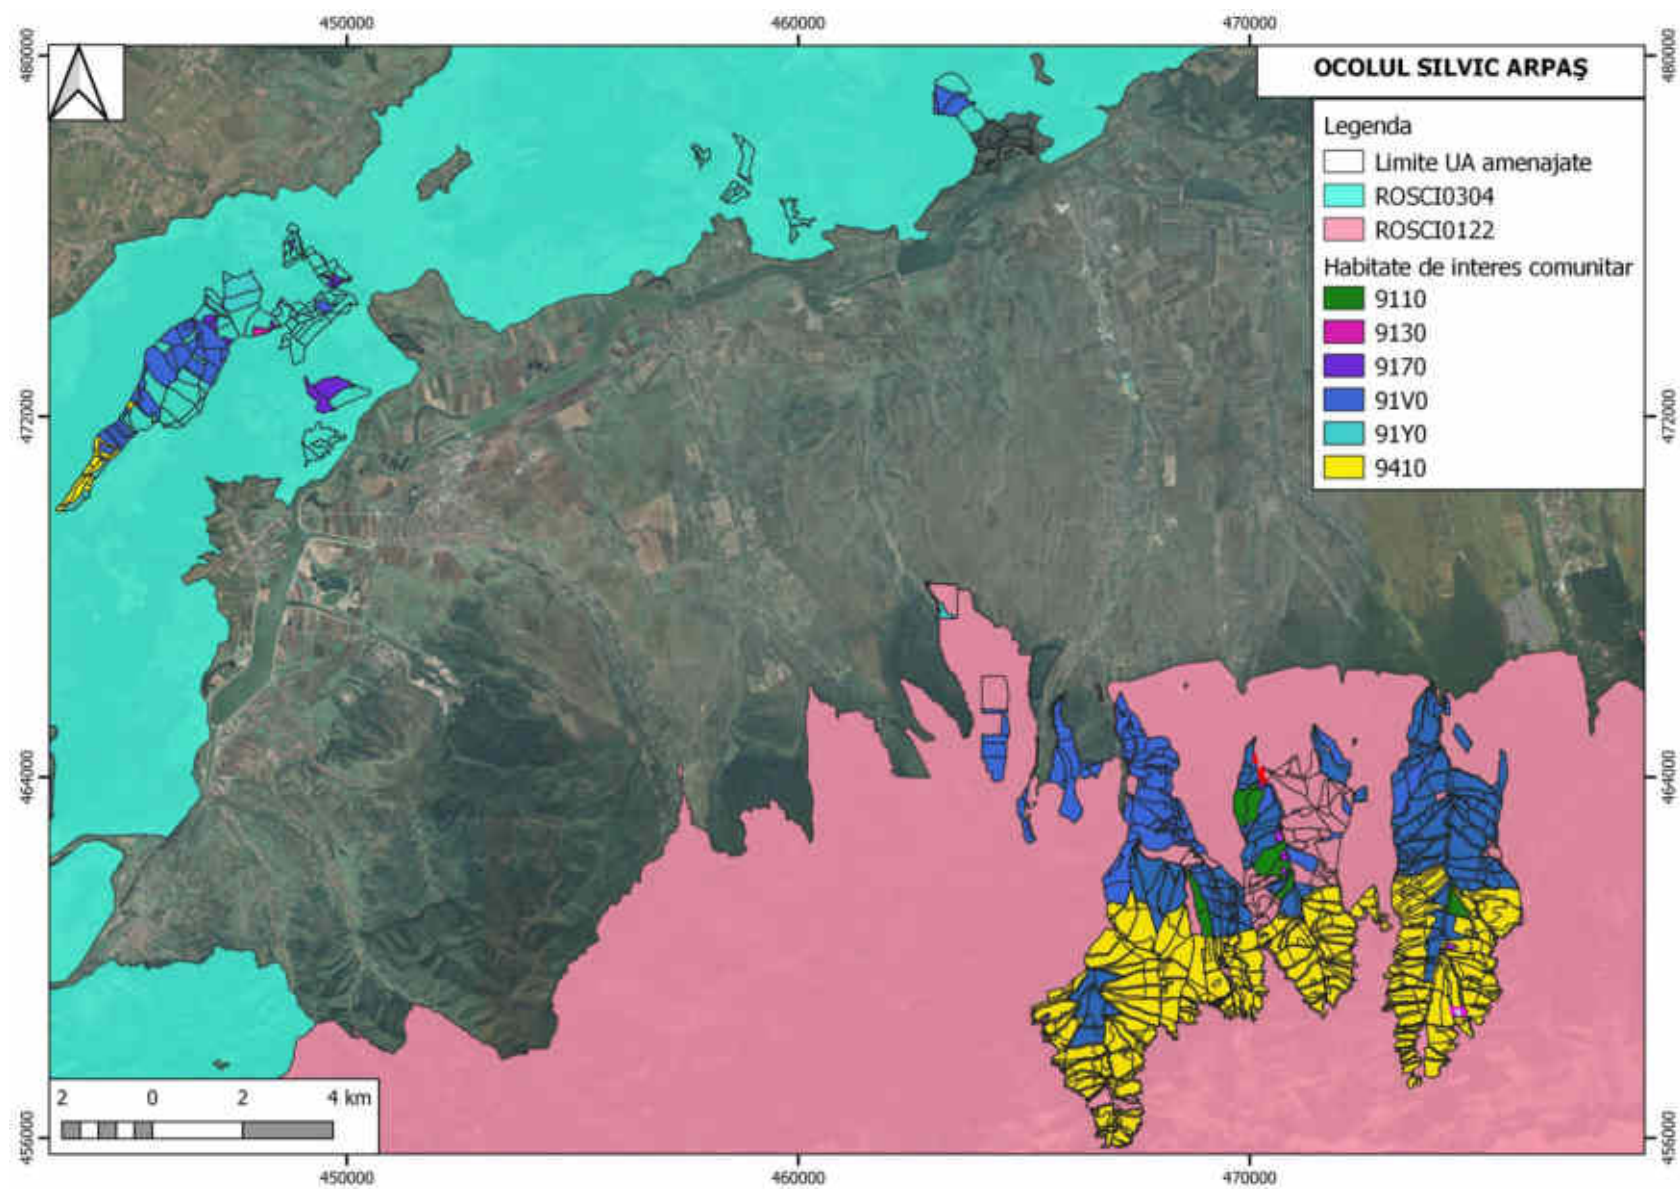 450000
460000
470000
480000
480000
OCOLUL SILVIC ARPAŞ
Legenda
Limite UA amenajate
ROSCI0304
ROSCI0122
Habitate de interes comunitar
9110
9130
9170
91V0
91Y0
9410
472000
472000
464000
464000
2 0 2 4 km
456000
456000
450000
460000
470000